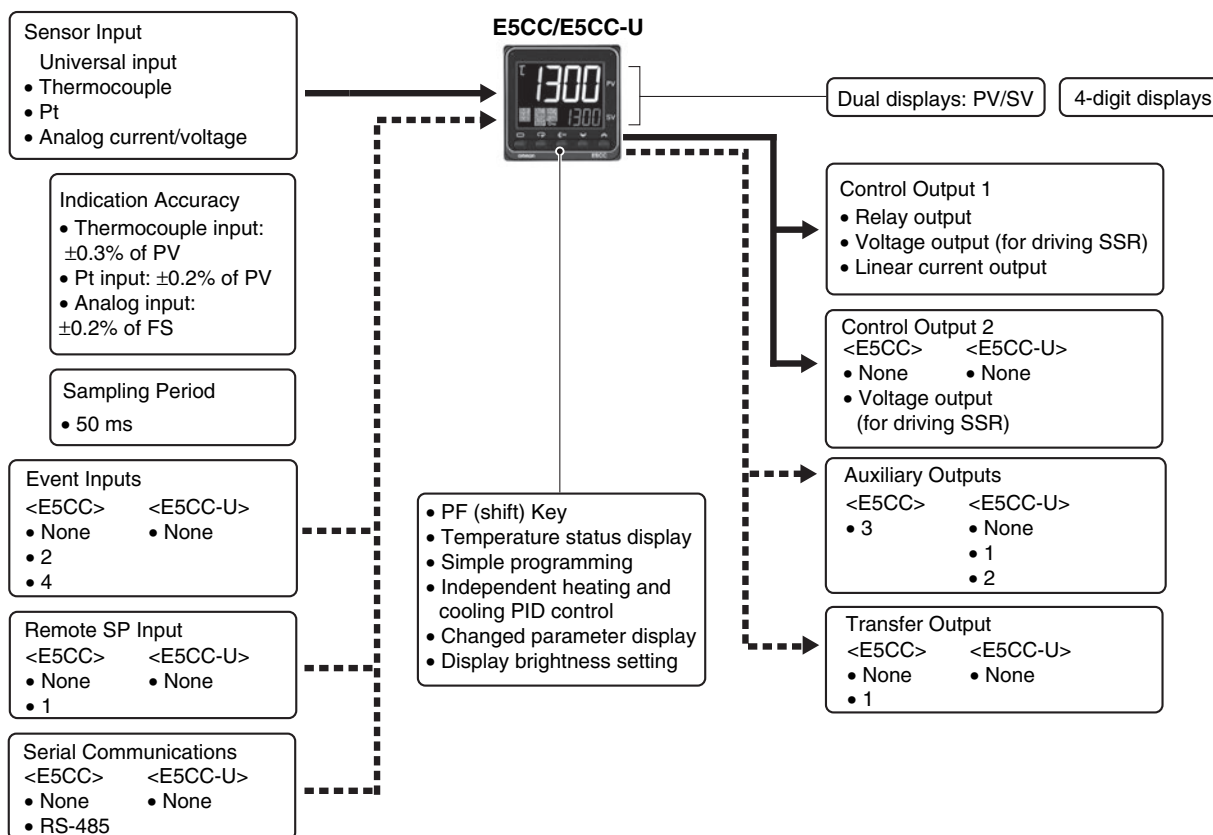 E5CC/E5CC-U
Sensor Input
Universal input
• Thermocouple
• Pt
• Analog current/voltage
Indication Accuracy
• Thermocouple input:
±0.3% of PV
• Pt input: ±0.2% of PV
• Analog input:
±0.2% of FS
Sampling Period
• 50 ms
Event Inputs
<E5CC> <E5CC-U>
• None • None
• 2
• 4
Remote SP Input
<E5CC> <E5CC-U>
• None • None
• 1
Serial Communications
<E5CC> <E5CC-U>
• None • None
• RS-485
1300
PV
1300
SV
omron E5CC
• PF (shift) Key
• Temperature status display
• Simple programming
• Independent heating and
cooling PID control
• Changed parameter display
• Display brightness setting
Dual displays: PV/SV
4-digit displays
Control Output 1
• Relay output
• Voltage output (for driving SSR)
• Linear current output
Control Output 2
<E5CC> <E5CC-U>
• None • None
• Voltage output
(for driving SSR)
Auxiliary Outputs
<E5CC> <E5CC-U>
• 3 • None
• 1
• 2
Transfer Output
<E5CC> <E5CC-U>
• None • None
• 1